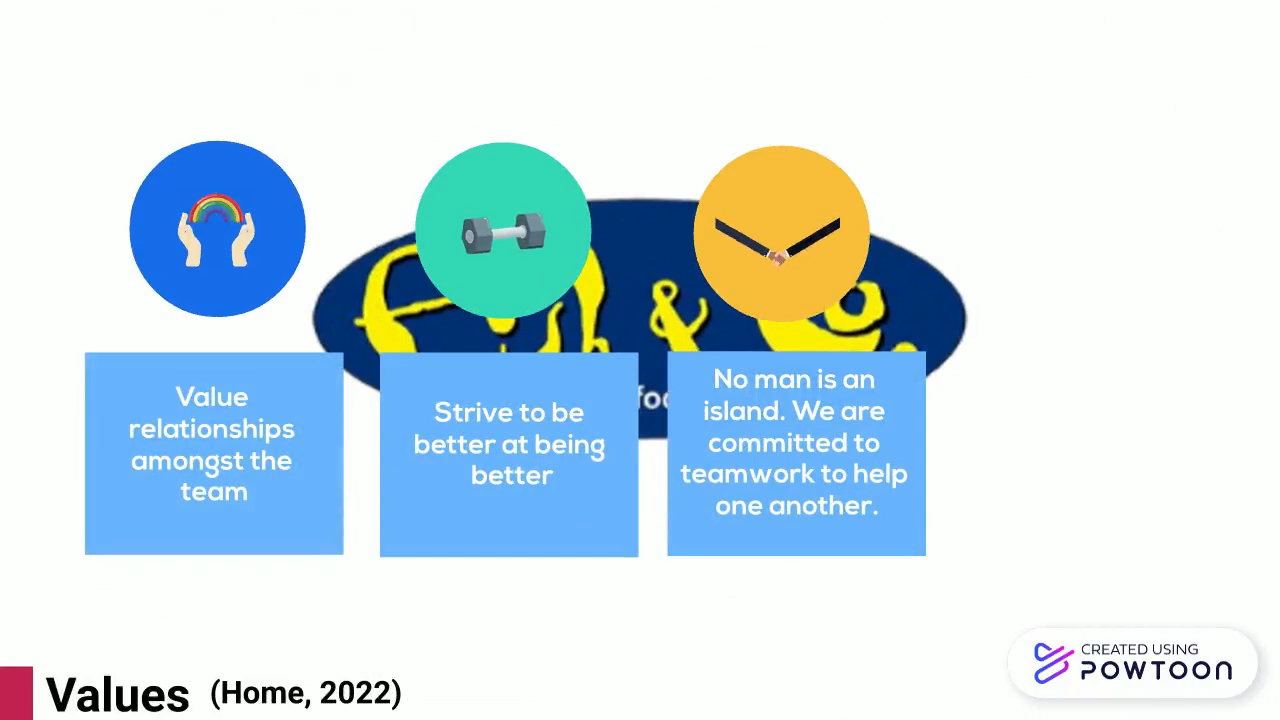 Value
relationships
amongst the
team
Strive to be
better at being
better
No man is an
island. We are
committed to
teamwork to help
one another.
Values (Home, 2022)
CREATED USING
POWTOON